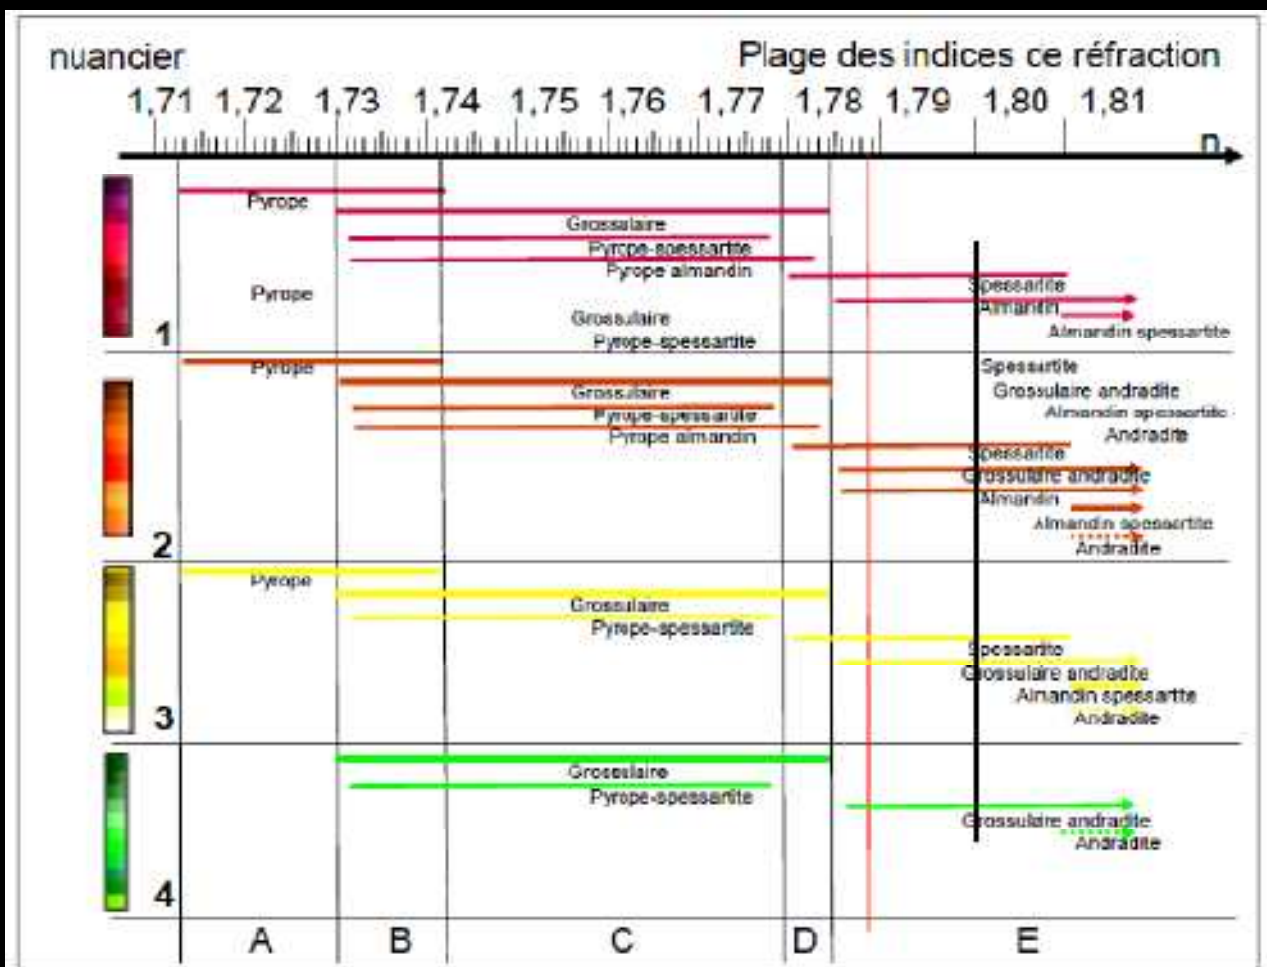 nuancier
Plage des indices ce réfraction
1,71 1,72 1,73 1,74 1,75 1,76 1,77 1,78 1,79 1,80 1,81
n
Pyrope
Grossulaire
Pyrope-spessartite
Pyrope almandin
Spessartite
Pyrope
Almandin
Grossulaire
Almandin spessartite
1
Pyrope-spessartite
Pyrope
Spessartite
Grossulaire andradite
Grossulaire
Almandin spessartite
Pyrope-spessartite
Andradite
Pyrope almandin
Spessartite
Grossulaire andradite
Almandin
Almandin spessartite
2
Andradite
Pyrope
Grossulaire
Pyrope-spessartite
Spessartite
Grossulaire andradite
Almandin spessartte
3
Andradite
Grossulaire
Pyrope-spessartite
Grossulaire andradite
Andradite
4
A B C D E